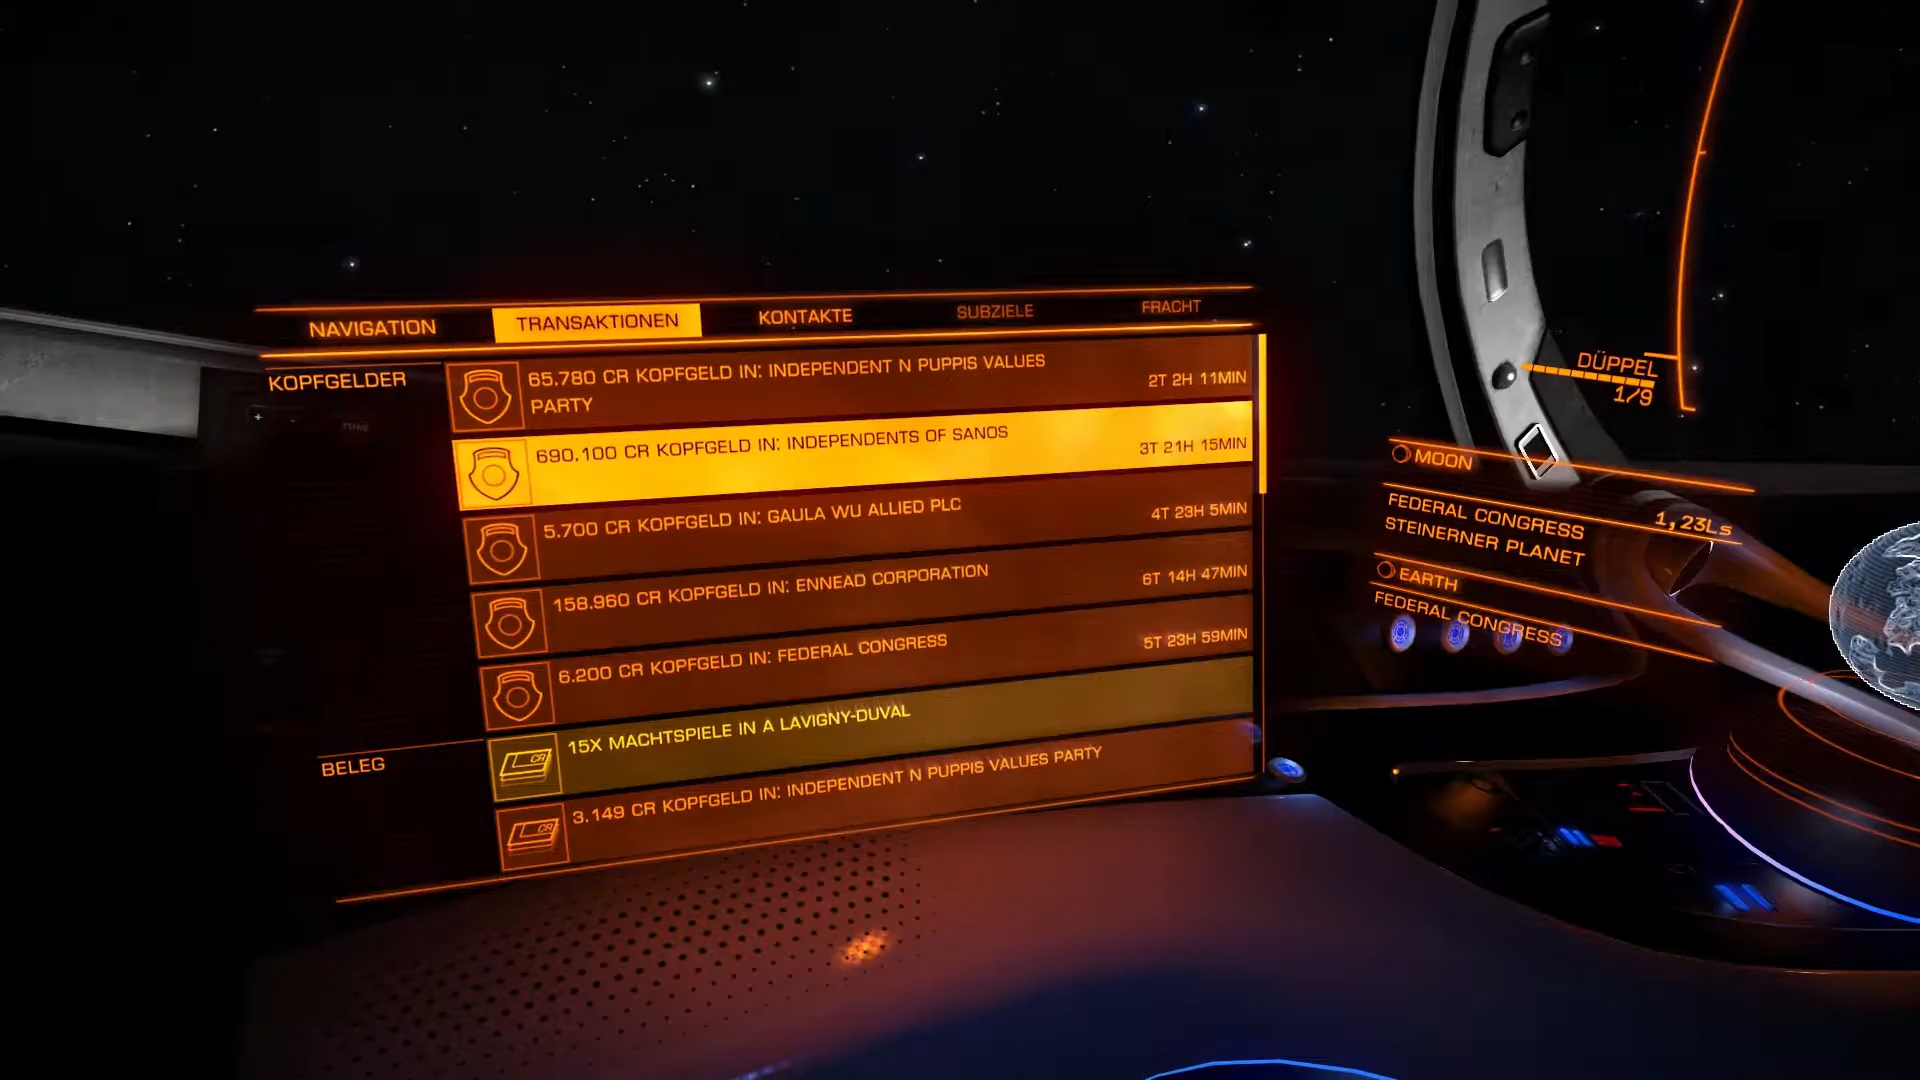 NAVIGATION
TRANSAKTIONEN
KONTAKTE
SUBZIELE
FRACHT
KOPFGELDER
65.780 CR KOPFGELD IN: INDEPENDENT N PUPPIS VALUES
PARTY
2T 2H 11MIN
690.100 CR KOPFGELD IN: INDEPENDENTS OF SANOS
3T 21H 15MIN
5.700 CR KOPFGELD IN: GAULA WU ALLIED PLC
4T 23H 5MIN
158.960 CR KOPFGELD IN: ENNEAD CORPORATION
6T 14H 47MIN
6.200 CR KOPFGELD IN: FEDERAL CONGRESS
5T 23H 59MIN
BELEG
CR
15X MACHTSPIELE IN A LAVIGNY-DUVAL
CR
3.149 CR KOPFGELD IN: INDEPENDENT N PUPPIS VALUES PARTY
DÜPPEL
1/9
MOON
FEDERAL CONGRESS
1,23Ls
STEINERNER PLANET
EARTH
FEDERAL CONGRESS